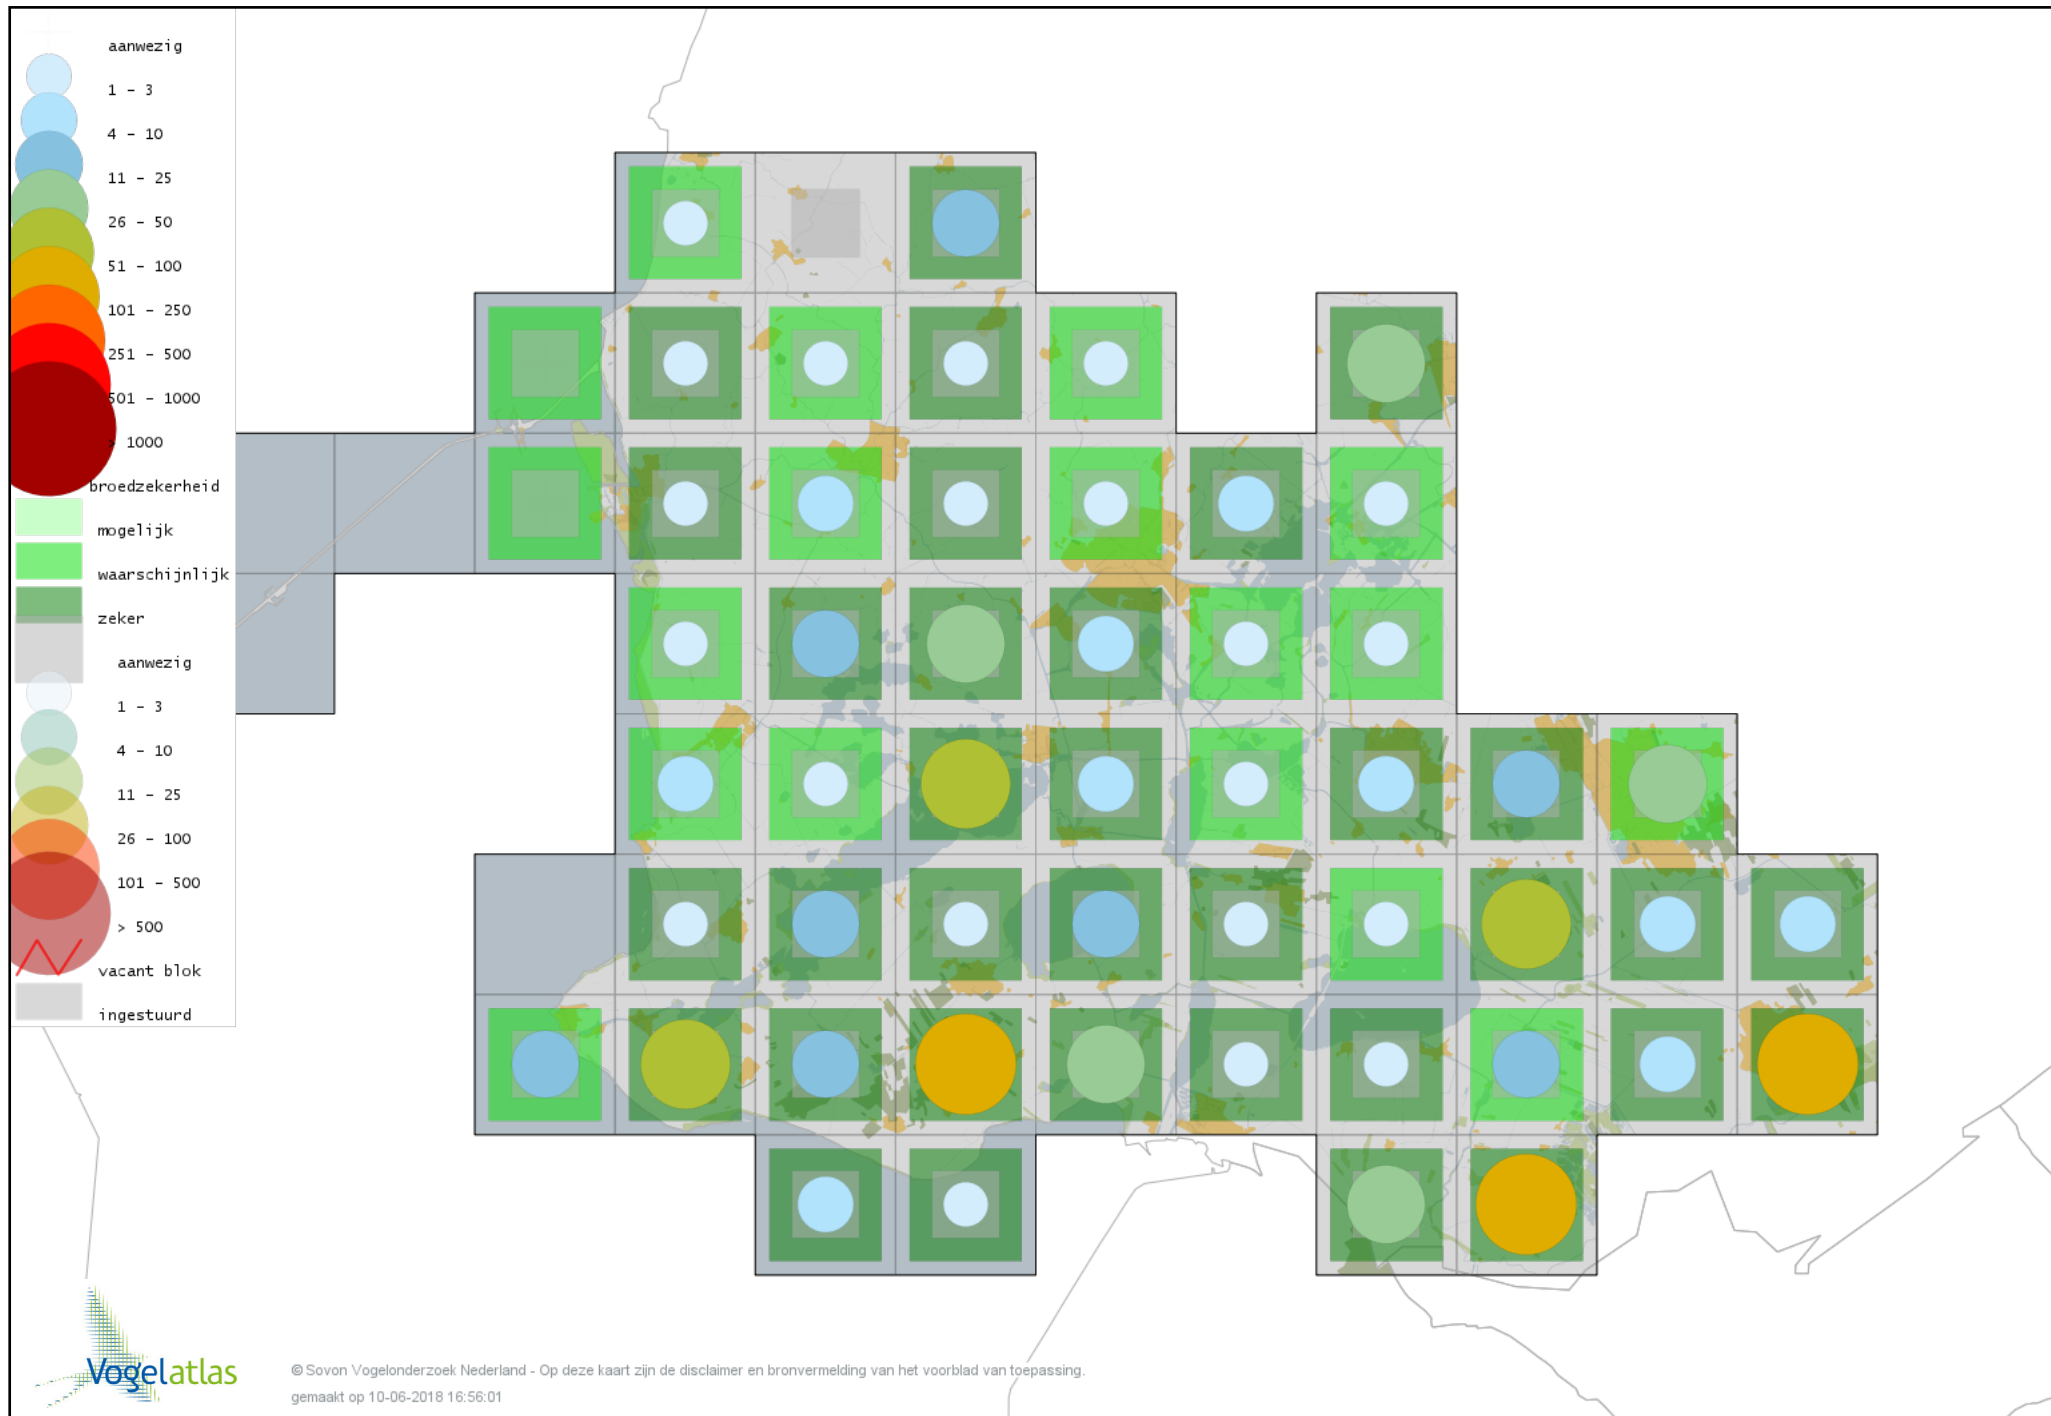 aanwezig
1 - 3
4 - 10
11 - 25
26 - 50
51 - 100
101 - 250
251 - 500
501 - 1000
> 1000
broedzekerheid
mogelijk
waarschijnlijk
zeker
aanwezig
1 - 3
4 - 10
11 - 25
26 - 100
101 - 500
> 500
vacant blok
ingestuurd
Vogelatlas
© Sovon Vogelonderzoek Nederland - Op deze kaart zijn de disclaimer en bronvermelding van het voorblad van toepassing.
gemaakt op 10-06-2018 16:56:01